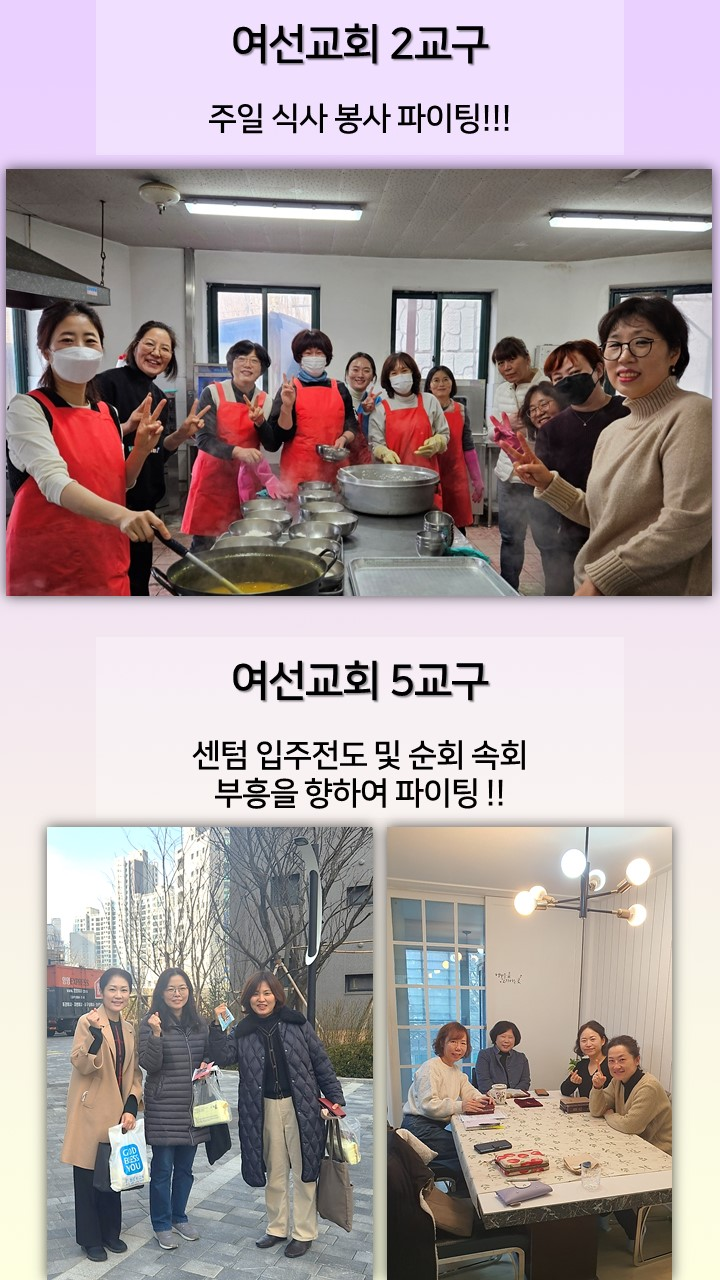 여선교회 2교구
주일 식사 봉사 파이팅!!!
여선교회 5교구
센텀 입주전도 및 순회 속회
부흥을 향하여 파이팅 !!
GOD
BLESS
YOU